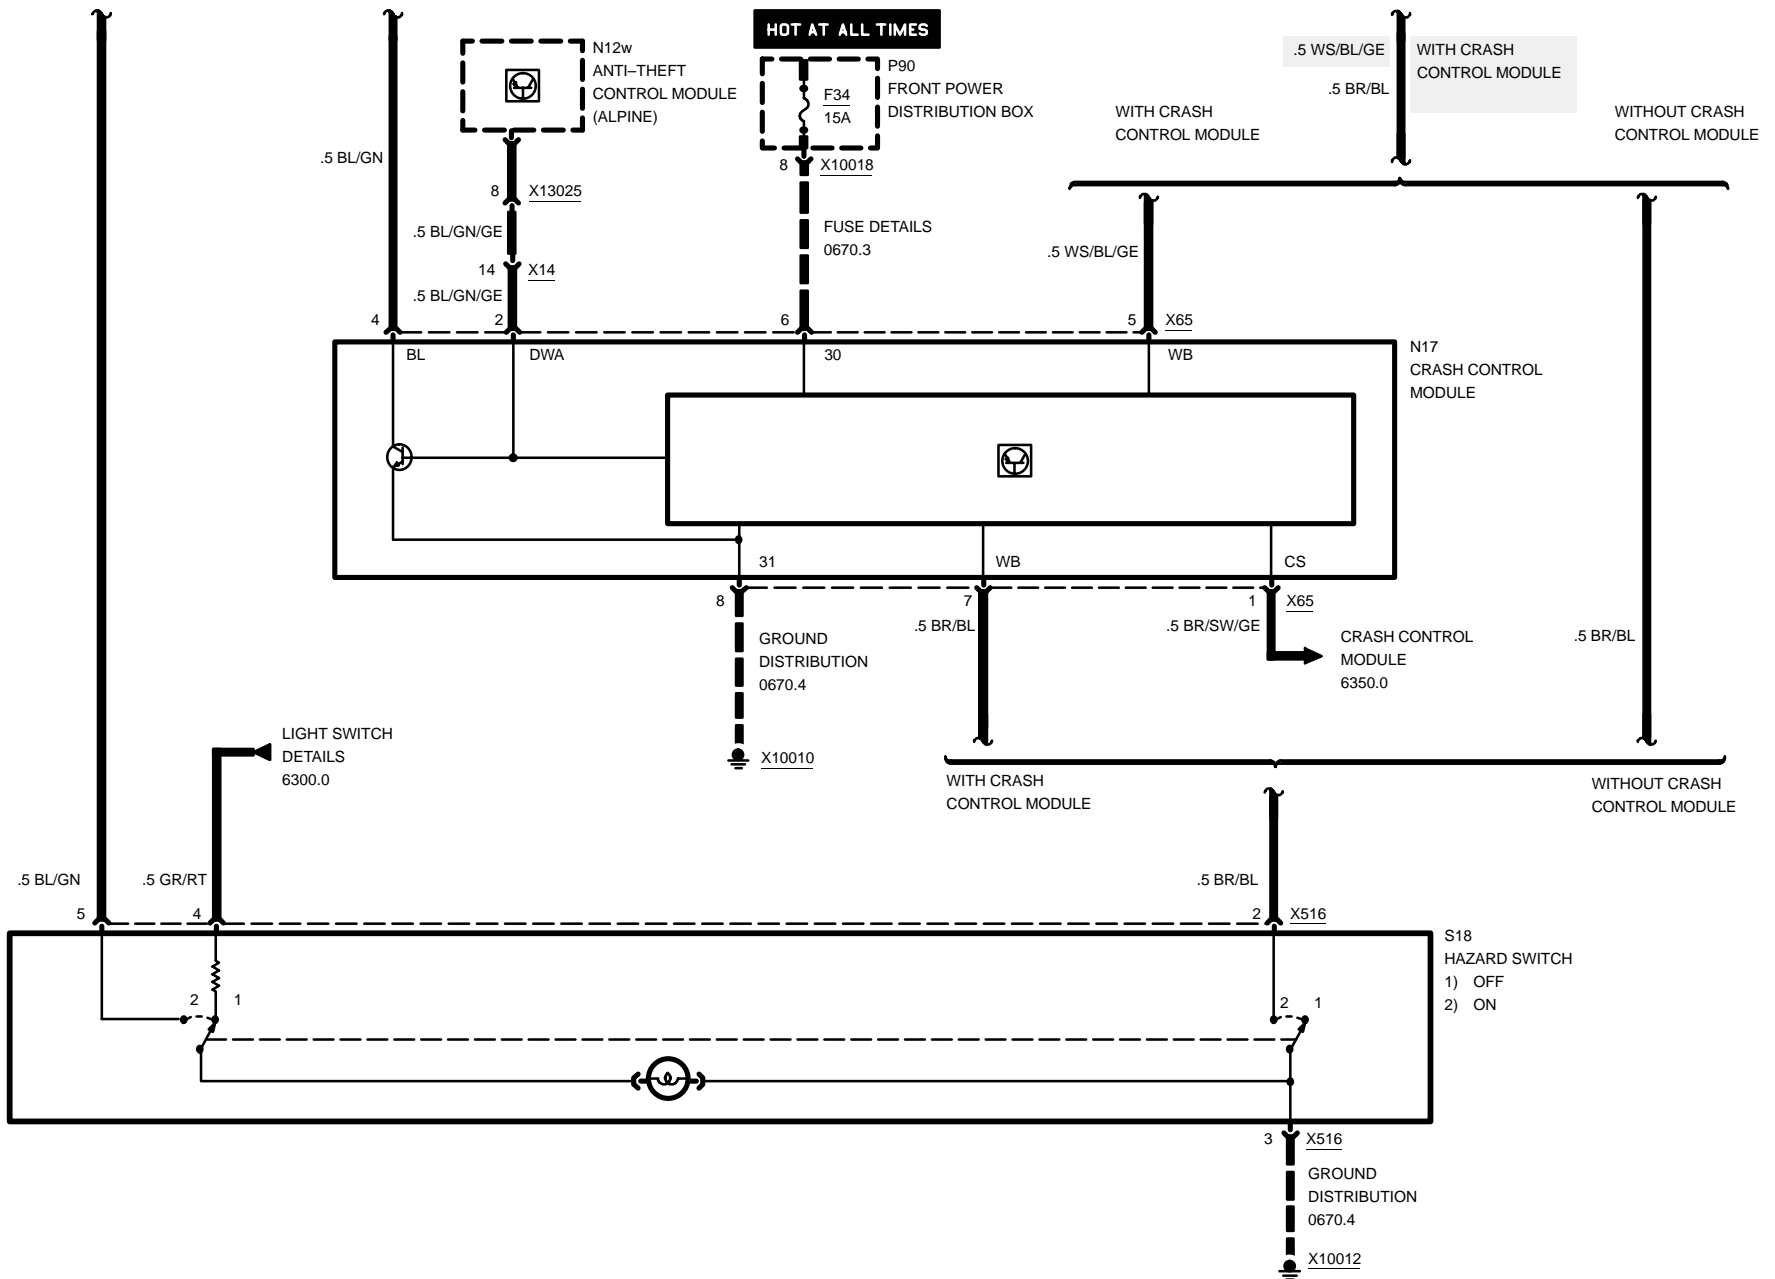 HOT AT ALL TIMES
N12w
ANTI–THEFT
CONTROL MODULE
(ALPINE)
P90
FRONT POWER
DISTRIBUTION BOX
F34
15A
.5 WS/BL/GE
WITH CRASH
CONTROL MODULE
.5 BR/BL
WITH CRASH
CONTROL MODULE
WITHOUT CRASH
CONTROL MODULE
.5 BL/GN
8 X13025
8 X10018
.5 BL/GN/GE
FUSE DETAILS
0670.3
.5 WS/BL/GE
14 X14
.5 BL/GN/GE
4
2
6
5 X65
BL
DWA
30
WB
N17
CRASH CONTROL
MODULE
31
WB
CS
8
7
1 X65
.5 BR/BL
.5 BR/SW/GE
GROUND
DISTRIBUTION
0670.4
CRASH CONTROL
MODULE
6350.0
.5 BR/BL
LIGHT SWITCH
DETAILS
6300.0
X10010
WITH CRASH
CONTROL MODULE
WITHOUT CRASH
CONTROL MODULE
.5 BL/GN
.5 GR/RT
.5 BR/BL
5
4
2 X516
S18
HAZARD SWITCH
1) OFF
2) ON
2 1
2 1
3 X516
GROUND
DISTRIBUTION
0670.4
X10012